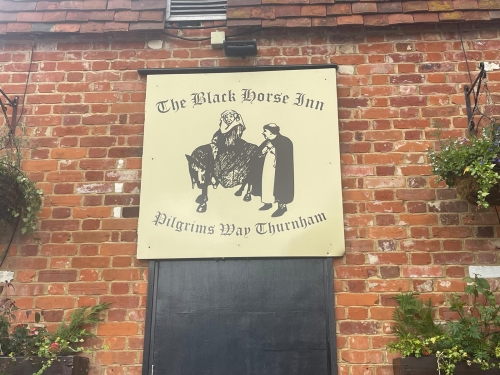 The Black Horse Inn
Pilgrims Way Thurnham